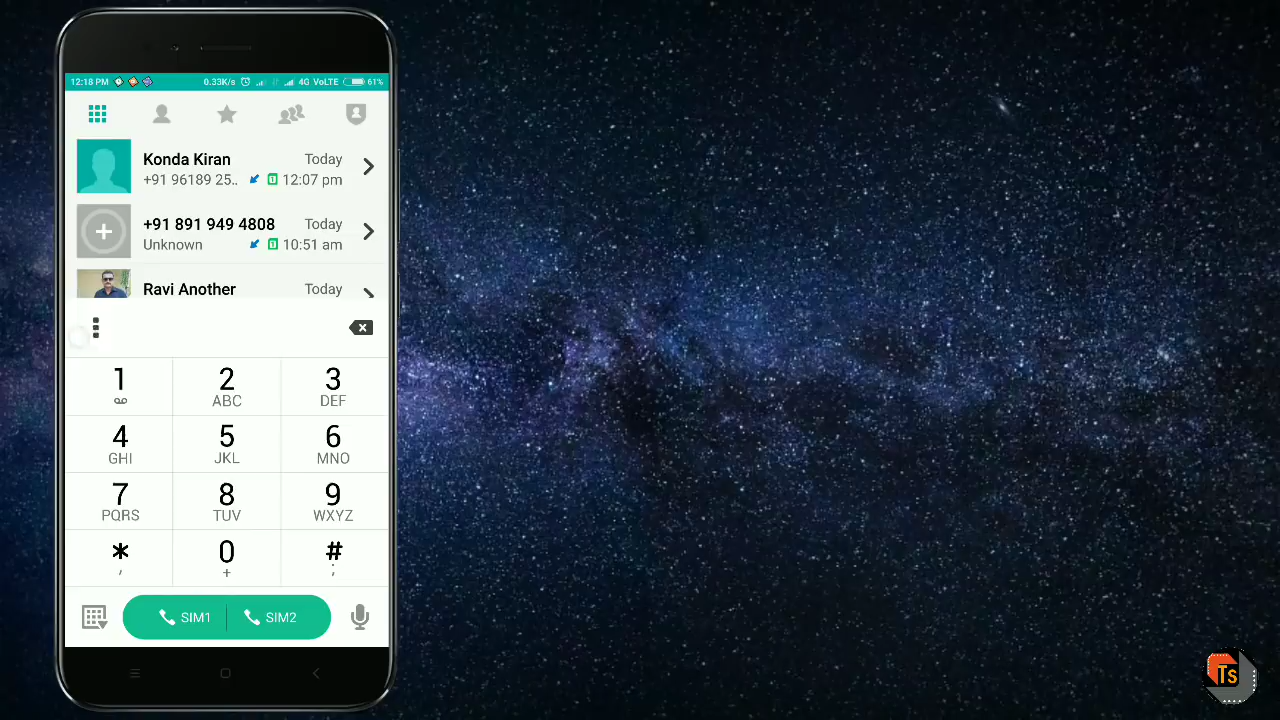 12:18 PM 0.33K/s 4G VoLTE 61%
Konda Kiran Today
+91 96189 25.. 1 12:07 pm
+91 891 949 4808 Today
Unknown 1 10:51 am
Ravi Another Today
1 2 3
ABC DEF
4 5 6
GHI JKL MNO
7 8 9
PQRS TUV WXYZ
* 0 #
, + ;
SIM1 SIM2
Ts